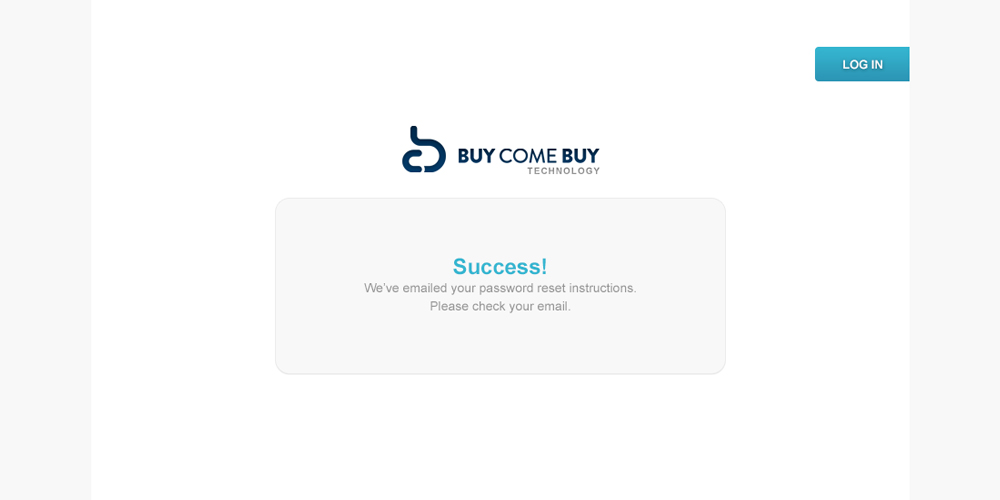 LOG IN
BUY COME BUY
TECHNOLOGY
Success!
We've emailed your password reset instructions.
Please check your email.